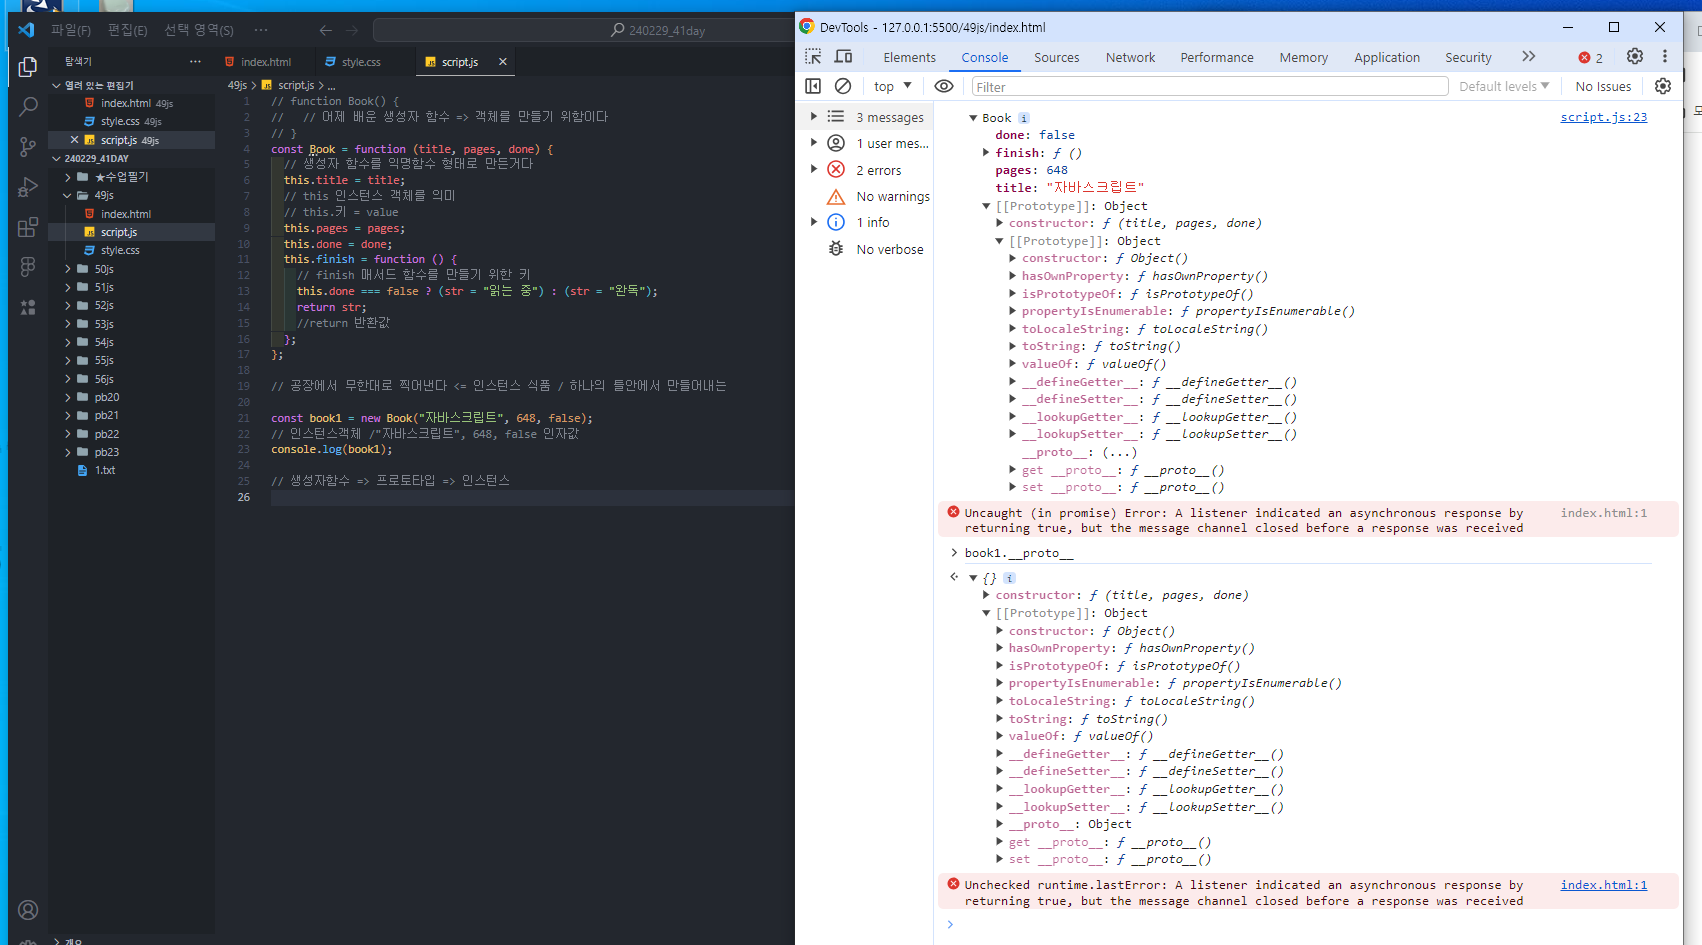 파일(F) 편집(E) 선택 영역(S) ··· 240229_41day
탐색기 ···
열려 있는 편집기
index.html 49js
style.css 49js
script.js 49js
240229_41DAY
★수업필기
49js
index.html
script.js
style.css
50js
51js
52js
53js
54js
55js
56js
pb20
pb21
pb22
pb23
1.txt
개요
index.html style.css script.js
49js > script.js > ...
1 // function Book() {
2 //   // 어제 배운 생성자 함수 => 객체를 만들기 위함이다
3 // }
4 const Book = function (title, pages, done) {
5 // 생성자 함수를 익명함수 형태로 만든거다
6 this.title = title;
7 // this 인스턴스 객체를 의미
8 // this.키 = value
9 this.pages = pages;
10 this.done = done;
11 this.finish = function () {
12 // finish 매서드 함수를 만들기 위한 키
13 this.done === false ? (str = "읽는 중") : (str = "완독");
14 return str;
15 //return 반환값
16 };
17 };
18
19 // 공장에서 무한대로 찍어낸다 <= 인스턴스 식품 / 하나의 틀안에서 만들어내는
20
21 const book1 = new Book("자바스크립트", 648, false);
22 // 인스턴스객체 /"자바스크립트", 648, false 인자값
23 console.log(book1);
24
25 // 생성자함수 => 프로토타입 => 인스턴스
26
DevTools - 127.0.0.1:5500/49js/index.html
Elements Console Sources Network Performance Memory Application Security 2
top Filter Default levels No Issues
3 messages
1 user mes...
2 errors
No warnings
1 info
No verbose
Book i script.js:23
done: false
finish: ƒ ()
pages: 648
title: "자바스크립트"
[[Prototype]]: Object
constructor: ƒ (title, pages, done)
[[Prototype]]: Object
constructor: ƒ Object()
hasOwnProperty: ƒ hasOwnProperty()
isPrototypeOf: ƒ isPrototypeOf()
propertyIsEnumerable: ƒ propertyIsEnumerable()
toLocaleString: ƒ toLocaleString()
toString: ƒ toString()
valueOf: ƒ valueOf()
__defineGetter__: ƒ __defineGetter__()
__defineSetter__: ƒ __defineSetter__()
__lookupGetter__: ƒ __lookupGetter__()
__lookupSetter__: ƒ __lookupSetter__()
__proto__: (...)
get __proto__: ƒ __proto__()
set __proto__: ƒ __proto__()
Uncaught (in promise) Error: A listener indicated an asynchronous response by index.html:1
returning true, but the message channel closed before a response was received
book1.__proto__
{} i
constructor: ƒ (title, pages, done)
[[Prototype]]: Object
constructor: ƒ Object()
hasOwnProperty: ƒ hasOwnProperty()
isPrototypeOf: ƒ isPrototypeOf()
propertyIsEnumerable: ƒ propertyIsEnumerable()
toLocaleString: ƒ toLocaleString()
toString: ƒ toString()
valueOf: ƒ valueOf()
__defineGetter__: ƒ __defineGetter__()
__defineSetter__: ƒ __defineSetter__()
__lookupGetter__: ƒ __lookupGetter__()
__lookupSetter__: ƒ __lookupSetter__()
__proto__: Object
get __proto__: ƒ __proto__()
set __proto__: ƒ __proto__()
Unchecked runtime.lastError: A listener indicated an asynchronous response by index.html:1
returning true, but the message channel closed before a response was received